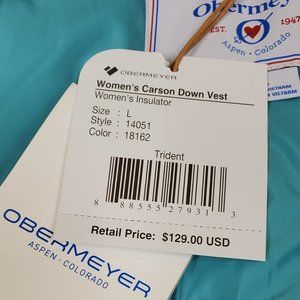 Obermeyer
EST. 1947
Aspen • Colorado
VIETNAM
VIETNAM
OBERMEYER
Women's Carson Down Vest
Women's Insulator
Size : L
Style : 14051
Color : 18162
Trident
8 88555 27931 3
Retail Price: $129.00 USD
OBERMEYER
ASPEN · COLORADO